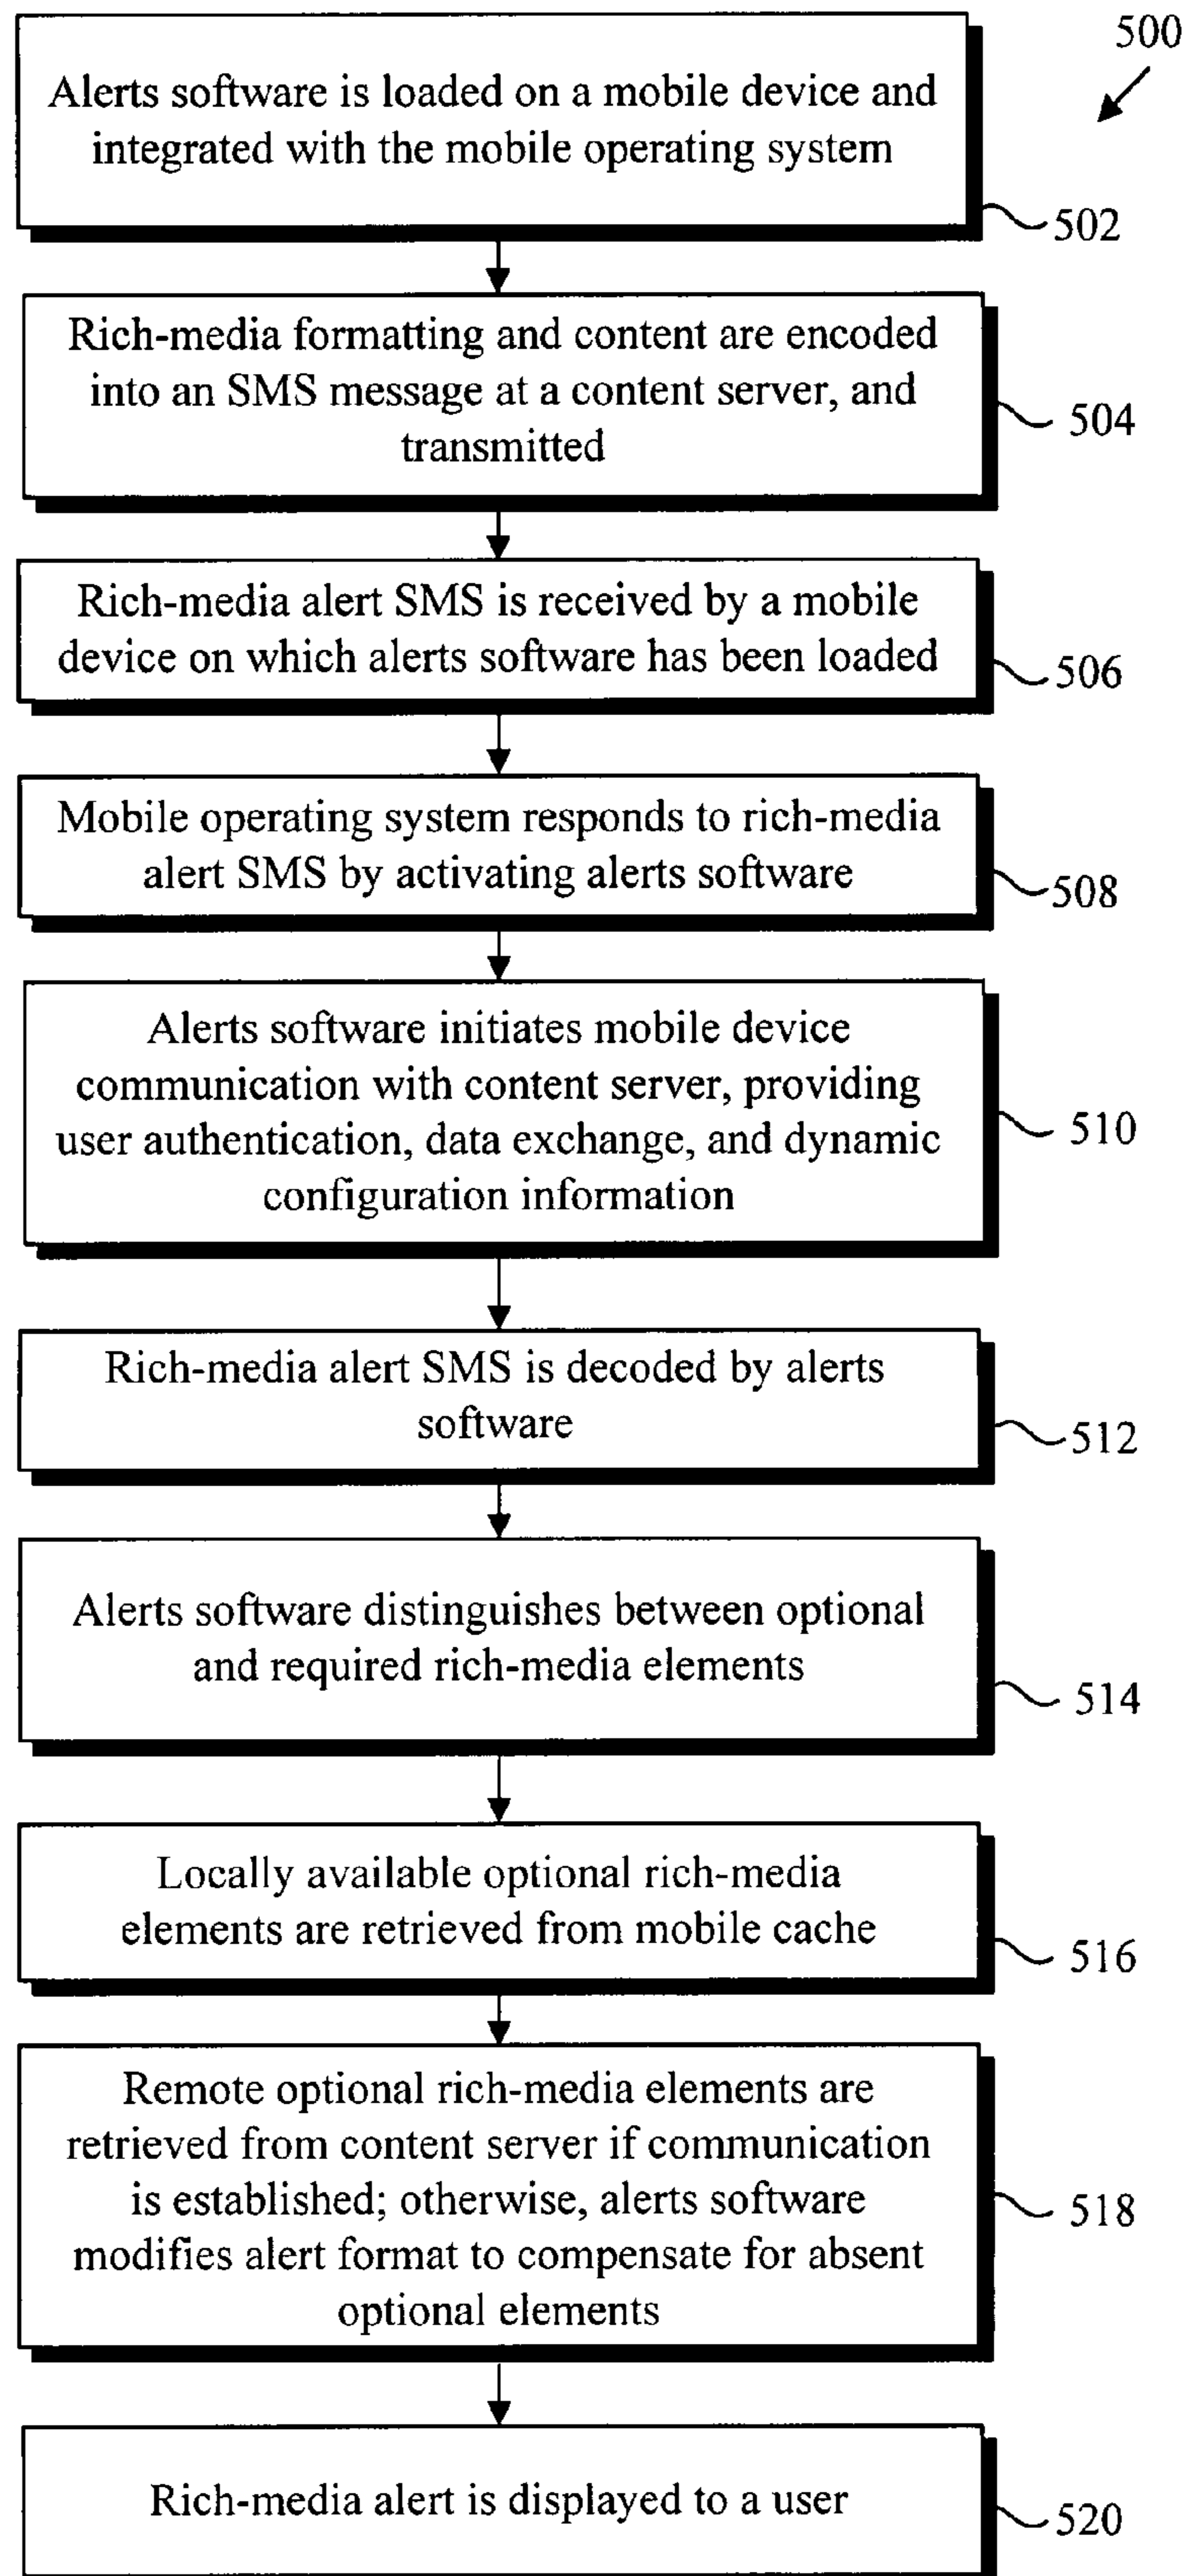 500
Alerts software is loaded on a mobile device and
integrated with the mobile operating system
502
Rich-media formatting and content are encoded
into an SMS message at a content server, and
transmitted
504
Rich-media alert SMS is received by a mobile
device on which alerts software has been loaded
506
Mobile operating system responds to rich-media
alert SMS by activating alerts software
508
Alerts software initiates mobile device
communication with content server, providing
user authentication, data exchange, and dynamic
configuration information
510
Rich-media alert SMS is decoded by alerts
software
512
Alerts software distinguishes between optional
and required rich-media elements
514
Locally available optional rich-media
elements are retrieved from mobile cache
516
Remote optional rich-media elements are
retrieved from content server if communication
is established; otherwise, alerts software
modifies alert format to compensate for absent
optional elements
518
Rich-media alert is displayed to a user
520